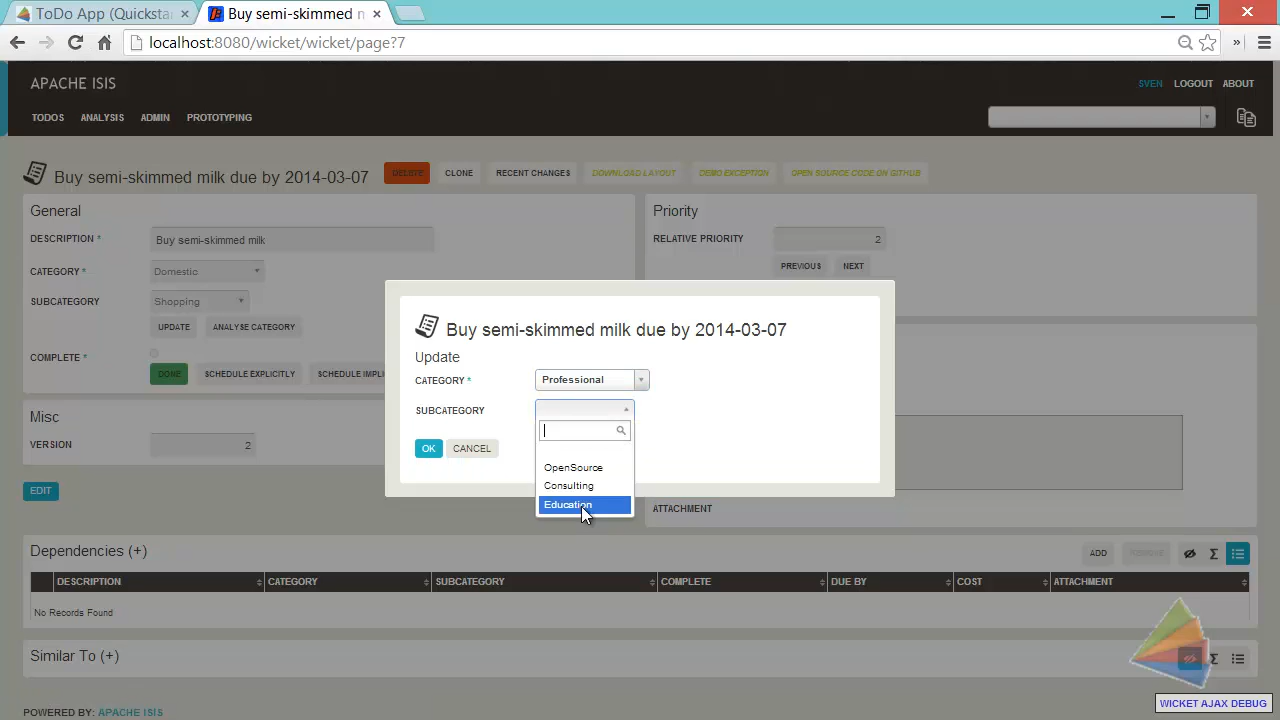 ToDo App (Quicksta
Buy semi-skimmed m
localhost:8080/wicket/wicket/page?7
APACHE ISIS
SVEN LOGOUT ABOUT
TODOS ANALYSIS ADMIN PROTOTYPING
Buy semi-skimmed milk due by 2014-03-07
DELETE CLONE RECENT CHANGES DOWNLOAD LAYOUT DEMO EXCEPTION OPEN SOURCE CODE ON GITHUB
General
DESCRIPTION * Buy semi-skimmed milk
CATEGORY * Domestic
SUBCATEGORY Shopping
UPDATE ANALYSE CATEGORY
COMPLETE *
DONE SCHEDULE EXPLICITLY SCHEDULE IMPLI
Misc
VERSION 2
EDIT
Priority
RELATIVE PRIORITY 2
PREVIOUS NEXT
Buy semi-skimmed milk due by 2014-03-07
Update
CATEGORY * Professional
SUBCATEGORY
OK CANCEL
OpenSource
Consulting
Education
ATTACHMENT
Dependencies (+)
ADD REMOVE
DESCRIPTION CATEGORY SUBCATEGORY COMPLETE DUE BY COST ATTACHMENT
No Records Found
Similar To (+)
POWERED BY: APACHE ISIS
WICKET AJAX DEBUG